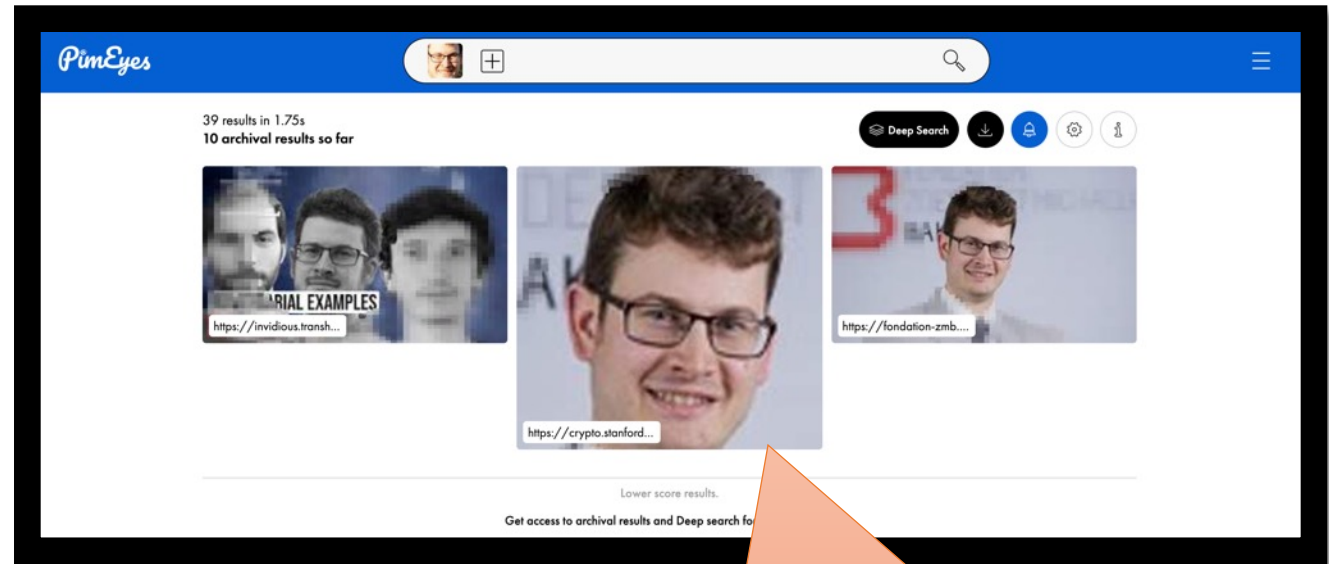 PimEyes
39 results in 1.75s
10 archival results so far
Deep Search
ARIAL EXAMPLES
https://invidious.transh...
https://crypto.stanford...
https://fondation-zmb....
Lower score results.
Get access to archival results and Deep search fo